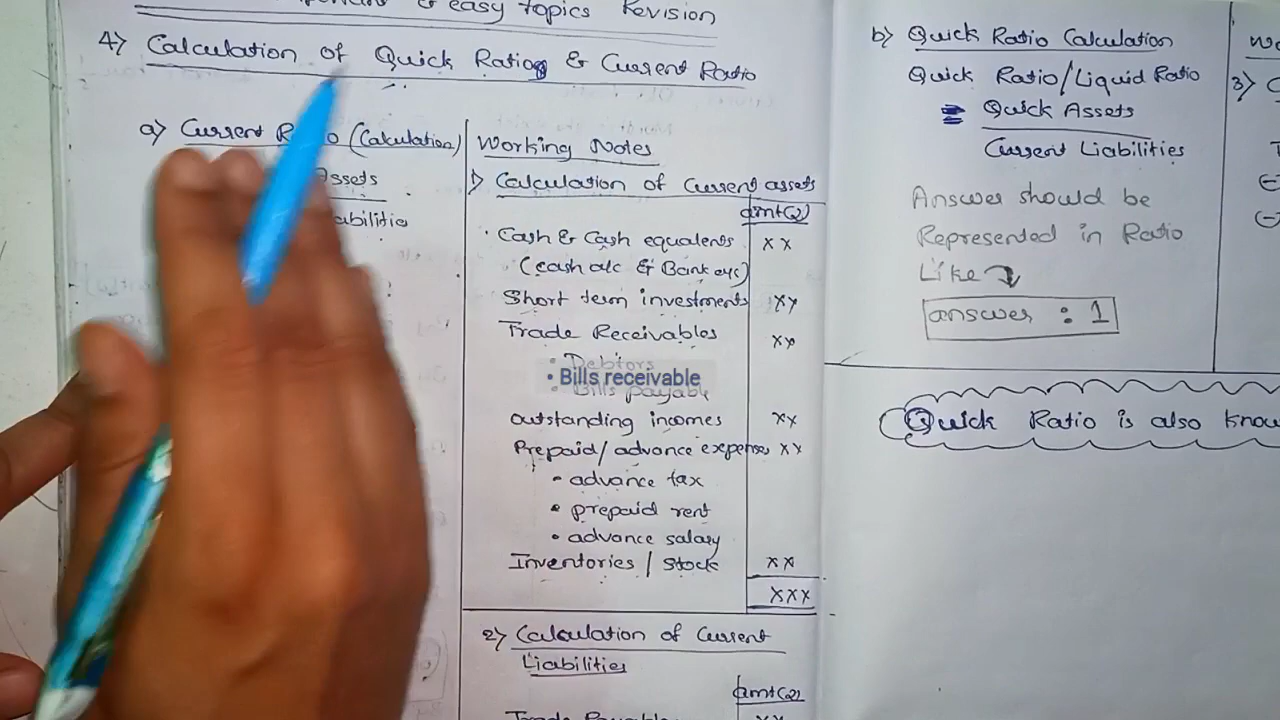 & easy topics Revision
4) Calculation of Quick Ratio & Current Ratio
a) Current Ratio (Calculation)
Assets
abilities
Working Notes
1) Calculation of Current assets
amt(₹)
Cash & Cash equalents xx
(cash a/c & Bank a/c)
Short term investments xx
Trade Receivables xx
• Debtors
• Bills receivable
Bills payable
outstanding incomes xx
Prepaid/advance expenses xx
• advance tax
• prepaid rent
• advance salary
Inventories / Stock xx
xxx
2) Calculation of Current
Liabilities
amt(₹)
b) Quick Ratio Calculation
Quick Ratio/Liquid Ratio
= Quick Assets
Current Liabilities
Answer should be
Represented in Ratio
Like
answer : 1
Quick Ratio is also know
3)